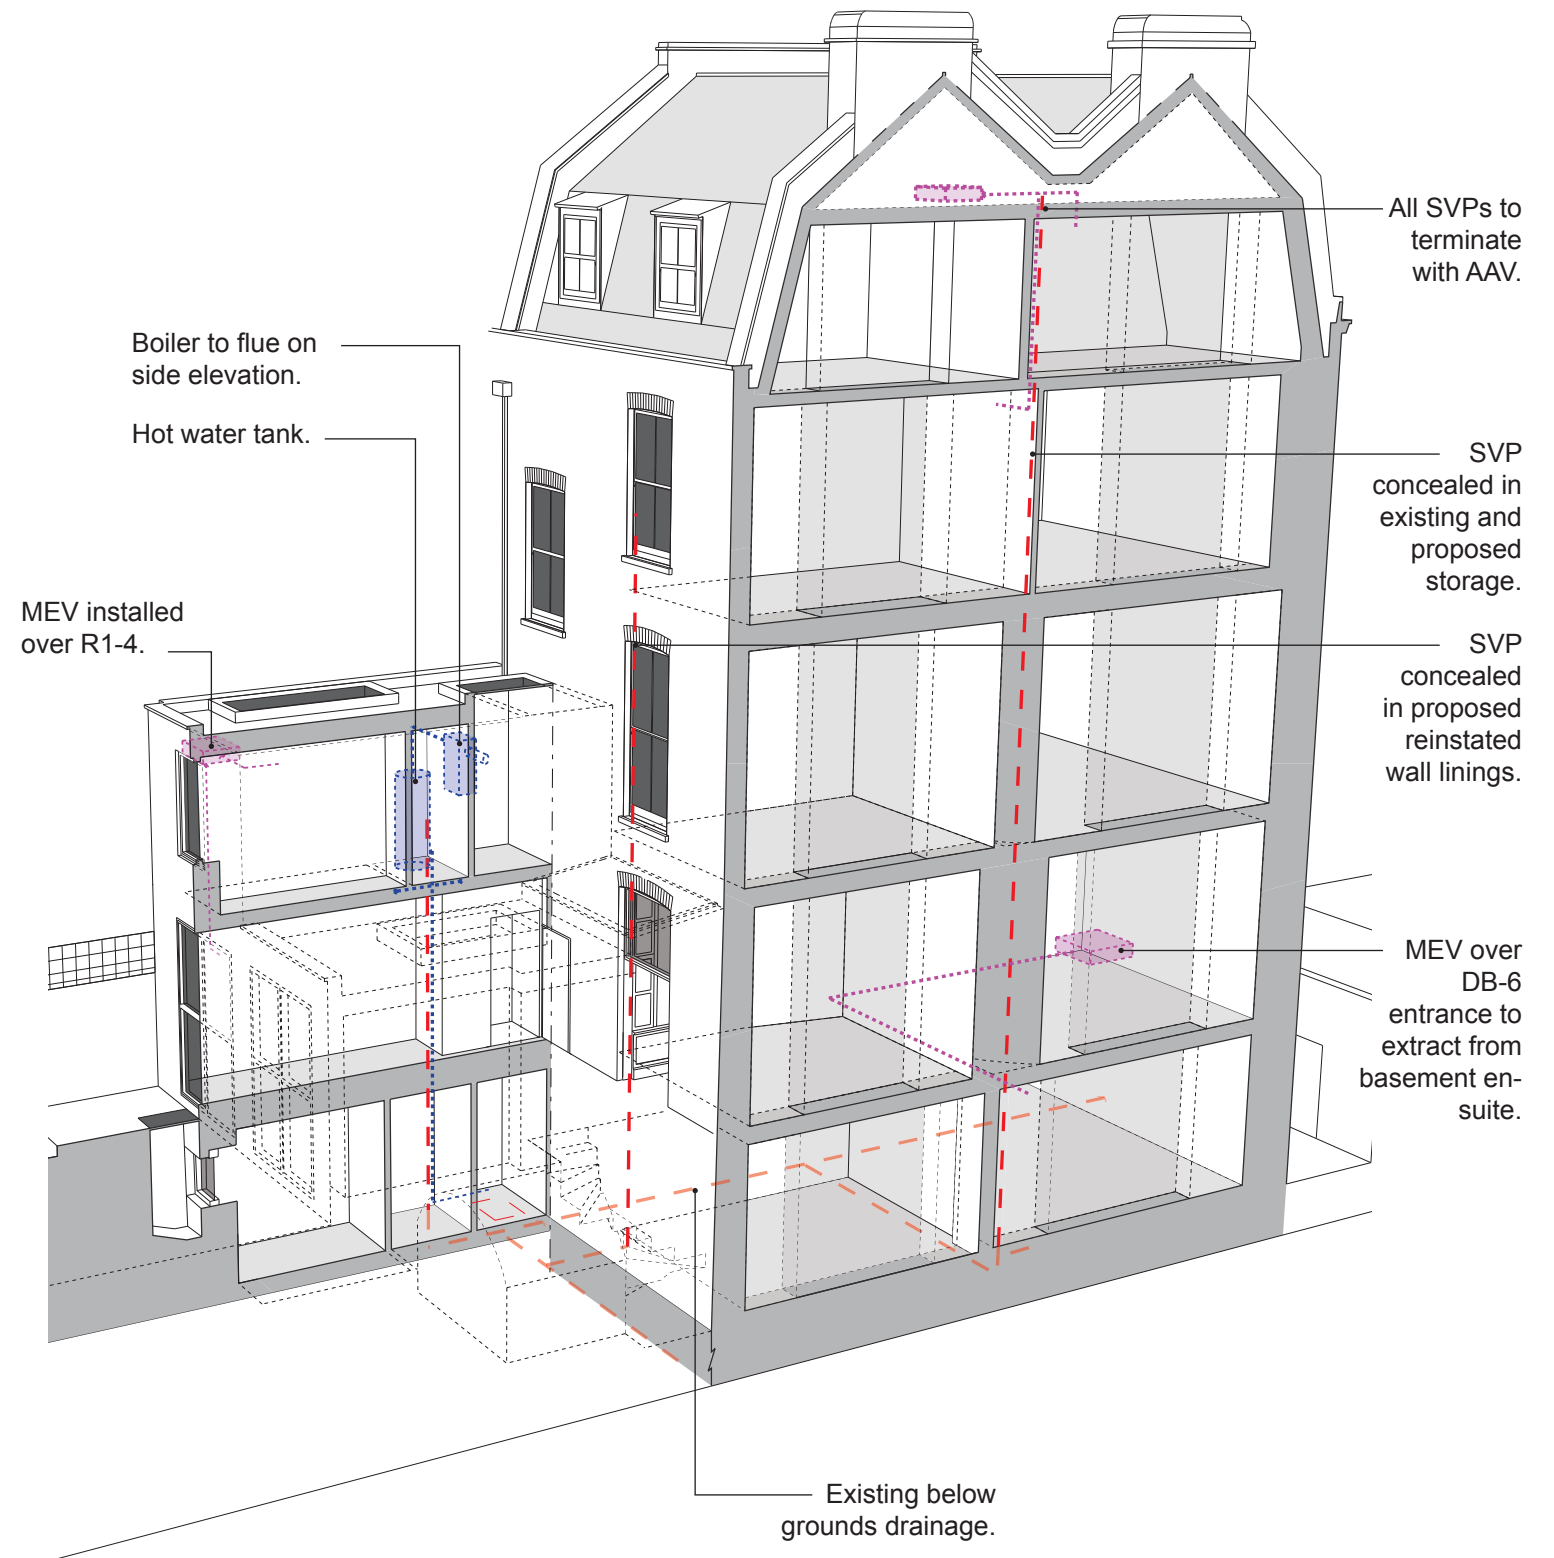 All SVPs to
terminate
with AAV.
Boiler to flue on
side elevation.
Hot water tank.
SVP
concealed in
existing and
proposed
storage.
MEV installed
over R1-4.
SVP
concealed
in proposed
reinstated
wall linings.
MEV over
DB-6
entrance to
extract from
basement en-
suite.
Existing below
grounds drainage.